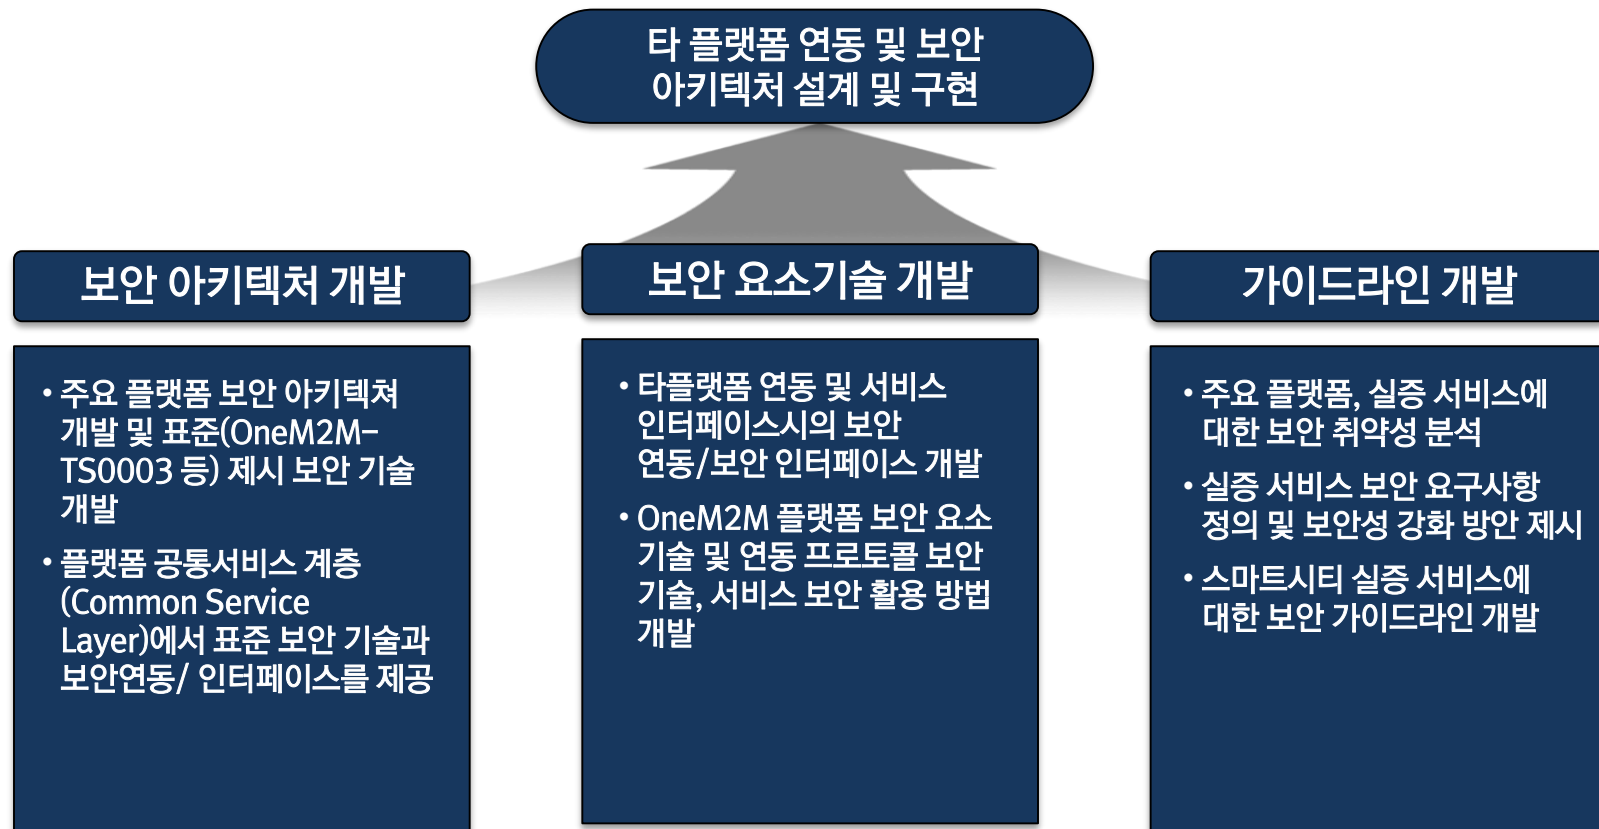 타 플랫폼 연동 및 보안
아키텍처 설계 및 구현
보안 아키텍처 개발
• 주요 플랫폼 보안 아키텍쳐
개발 및 표준(OneM2M-
TS0003 등) 제시 보안 기술
개발
• 플랫폼 공통서비스 계층
(Common Service
Layer)에서 표준 보안 기술과
보안연동/ 인터페이스를 제공
보안 요소기술 개발
• 타플랫폼 연동 및 서비스
인터페이스시의 보안
연동/보안 인터페이스 개발
• OneM2M 플랫폼 보안 요소
기술 및 연동 프로토콜 보안
기술, 서비스 보안 활용 방법
개발
가이드라인 개발
• 주요 플랫폼, 실증 서비스에
대한 보안 취약성 분석
• 실증 서비스 보안 요구사항
정의 및 보안성 강화 방안 제시
• 스마트시티 실증 서비스에
대한 보안 가이드라인 개발